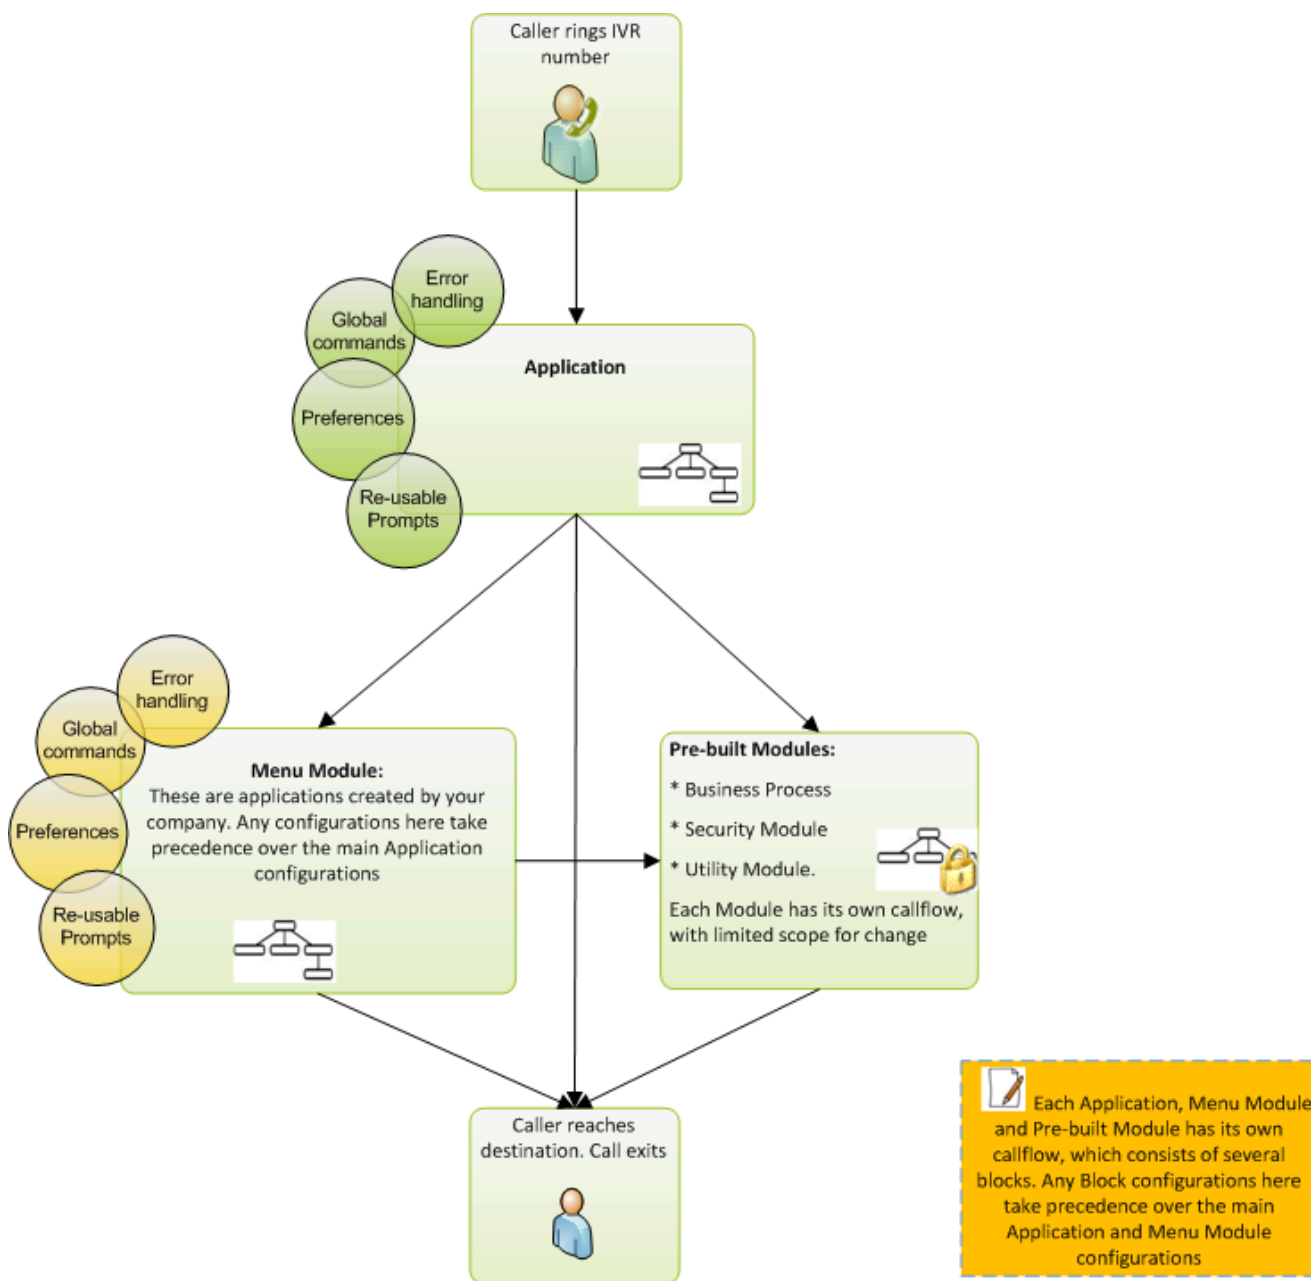 Caller rings IVR
number
Error
handling
Global
commands
Preferences
Re-usable
Prompts
Application
Error
handling
Global
commands
Preferences
Re-usable
Prompts
Menu Module:
These are applications created by your
company. Any configurations here take
precedence over the main Application
configurations
Pre-built Modules:
* Business Process
* Security Module
* Utility Module.
Each Module has its own callflow,
with limited scope for change
Caller reaches
destination. Call exits
Each Application, Menu Module
and Pre-built Module has its own
callflow, which consists of several
blocks. Any Block configurations here
take precedence over the main
Application and Menu Module
configurations